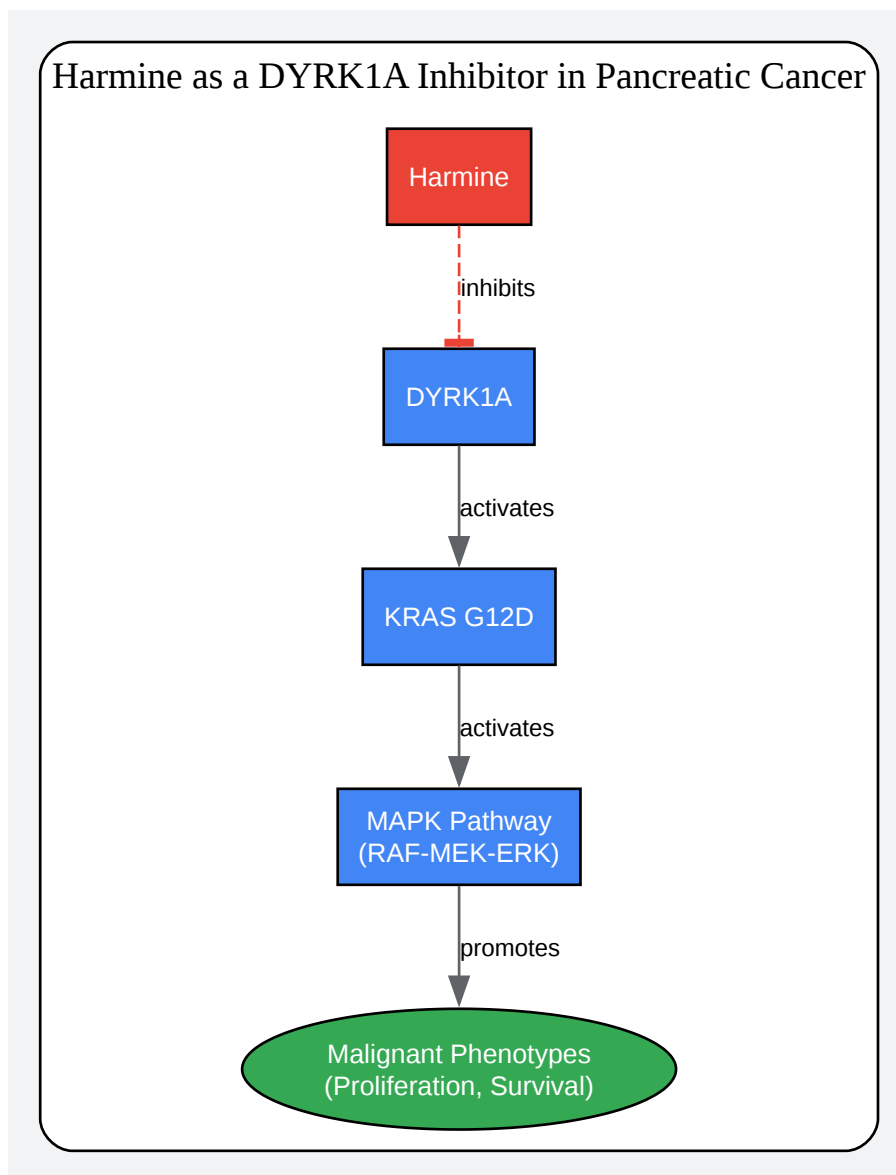 Harmine as a DYRK1A Inhibitor in Pancreatic Cancer
Harmine
inhibits
DYRK1A
activates
KRAS G12D
activates
MAPK Pathway
(RAF-MEK-ERK)
promotes
Malignant Phenotypes
(Proliferation, Survival)